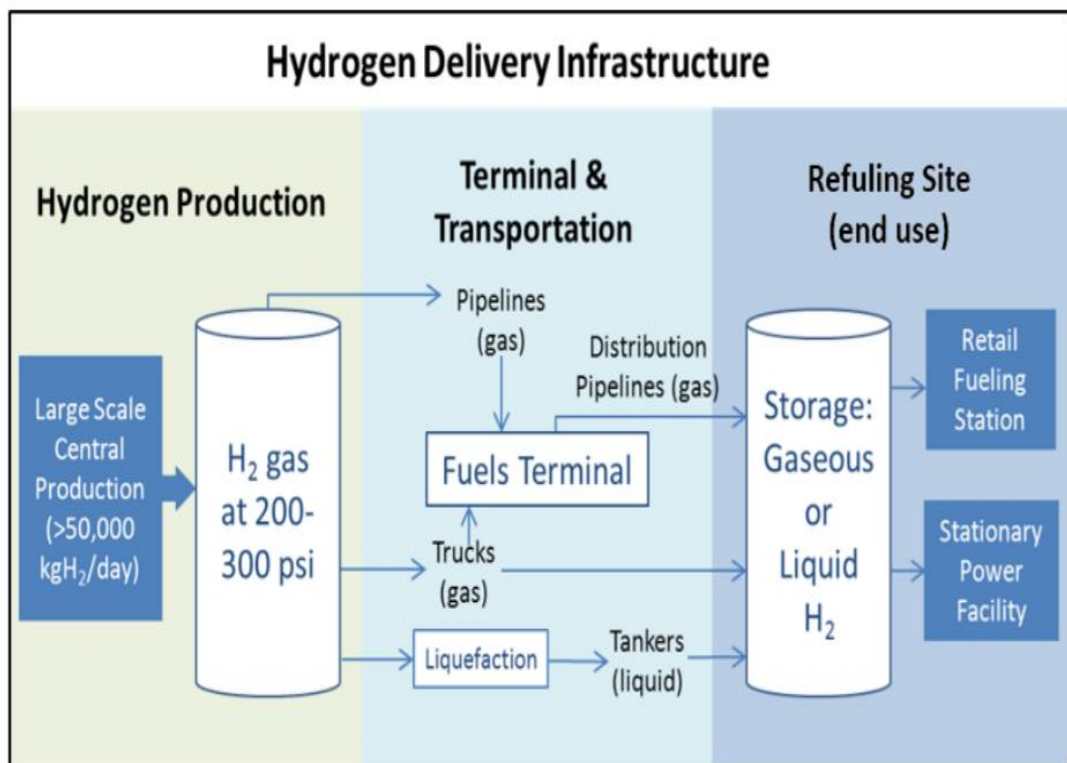 Hydrogen Delivery Infrastructure
Hydrogen Production
Terminal &
Transportation
Refuling Site
(end use)
Large Scale
Central
Production
(>50,000
kgH₂/day)
H₂ gas
at 200-
300 psi
Pipelines
(gas)
Distribution
Pipelines (gas)
Fuels Terminal
Trucks
(gas)
Liquefaction
Tankers
(liquid)
Storage:
Gaseous
or
Liquid
H₂
Retail
Fueling
Station
Stationary
Power
Facility